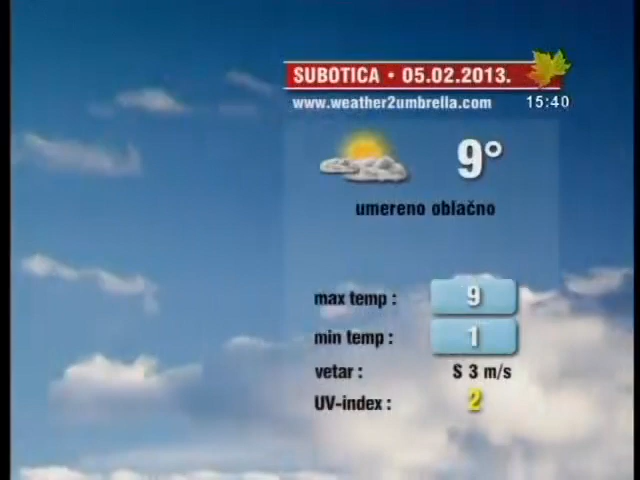 SUBOTICA • 05.02.2013.
www.weather2umbrella.com 15:40
9°
umereno oblačno
max temp : 9
min temp : 1
vetar : S 3 m/s
UV-index : 2